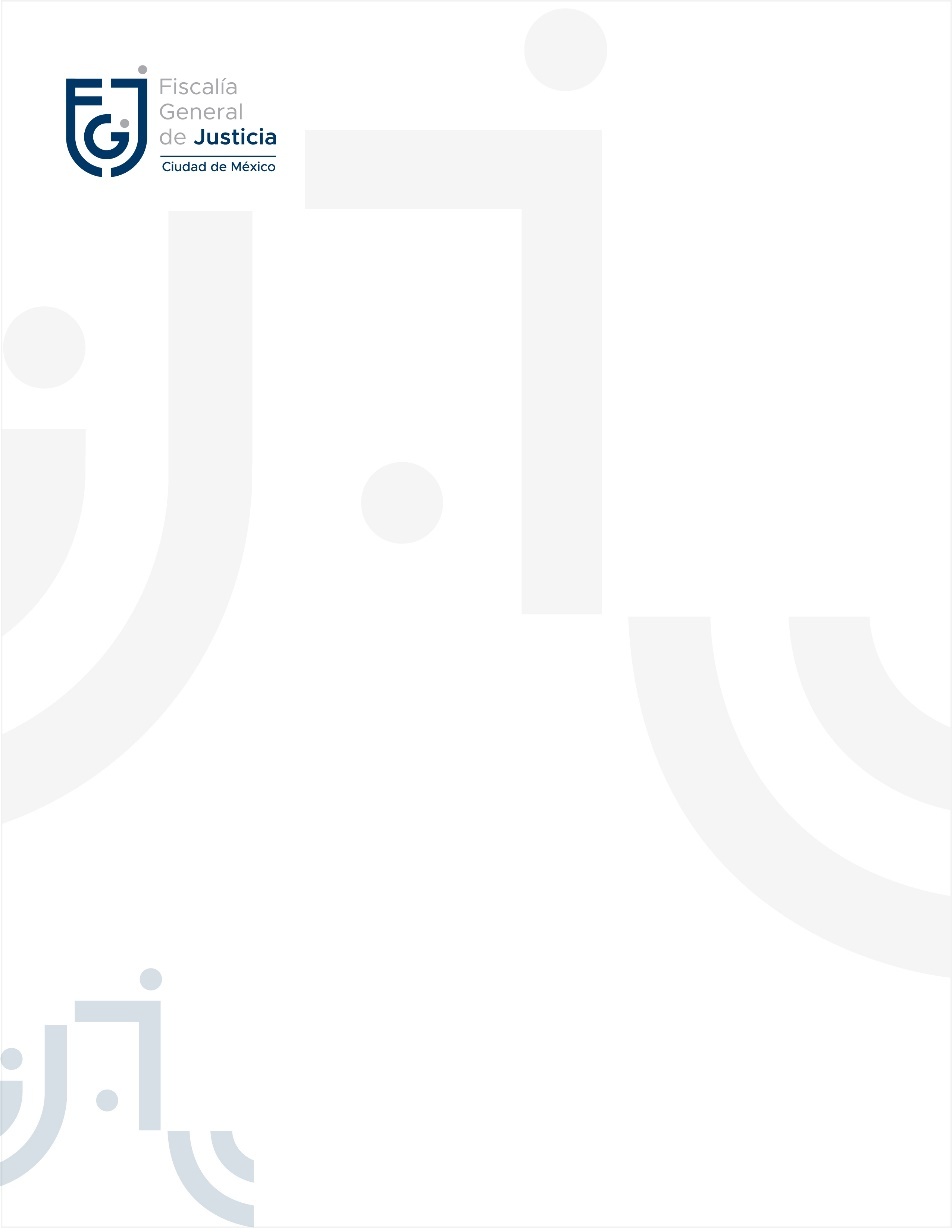 Fiscalía
General
de Justicia
Ciudad de México